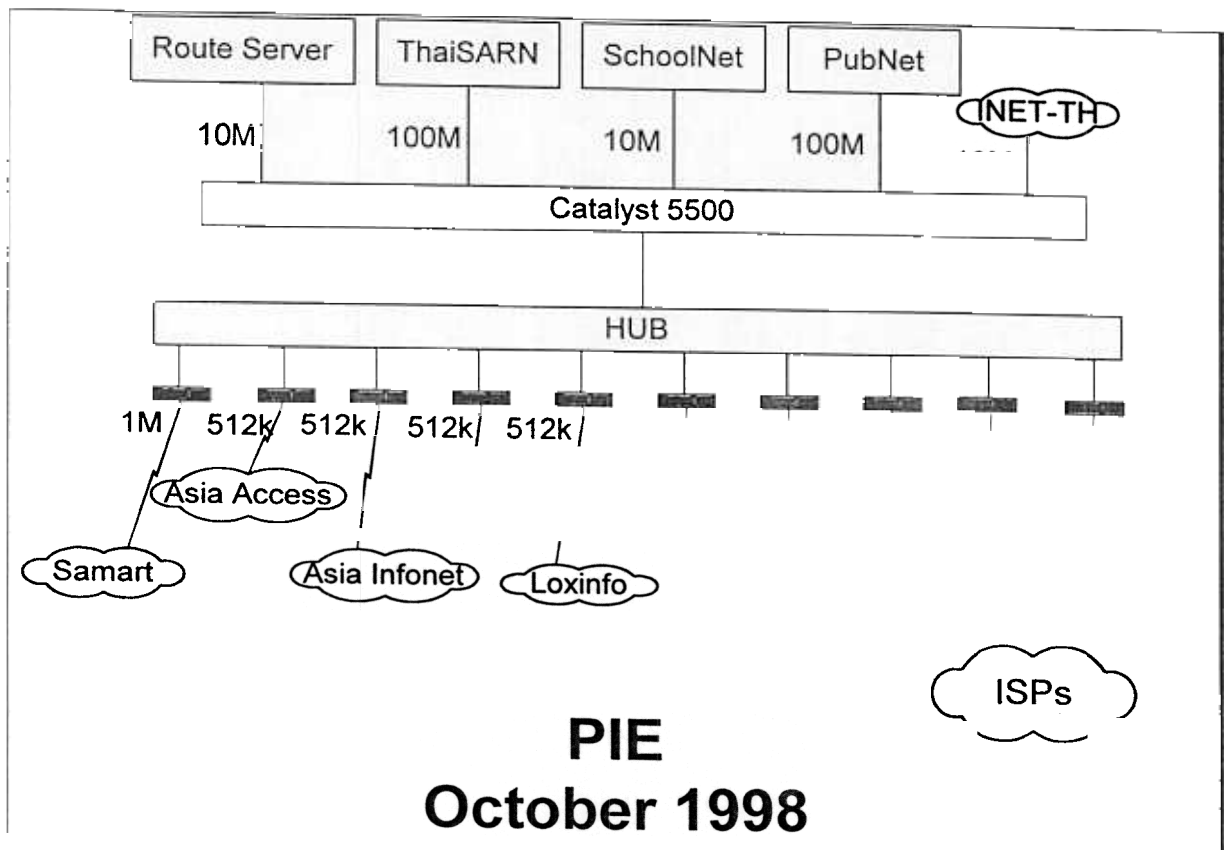 Route Server
ThaiSARN
SchoolNet
PubNet
INET-TH
10M
100M
10M
100M
Catalyst 5500
HUB
1M
512k
512k
512k
512k
Asia Access
Samart
Asia Infonet
Loxinfo
ISPs
PIE
October 1998